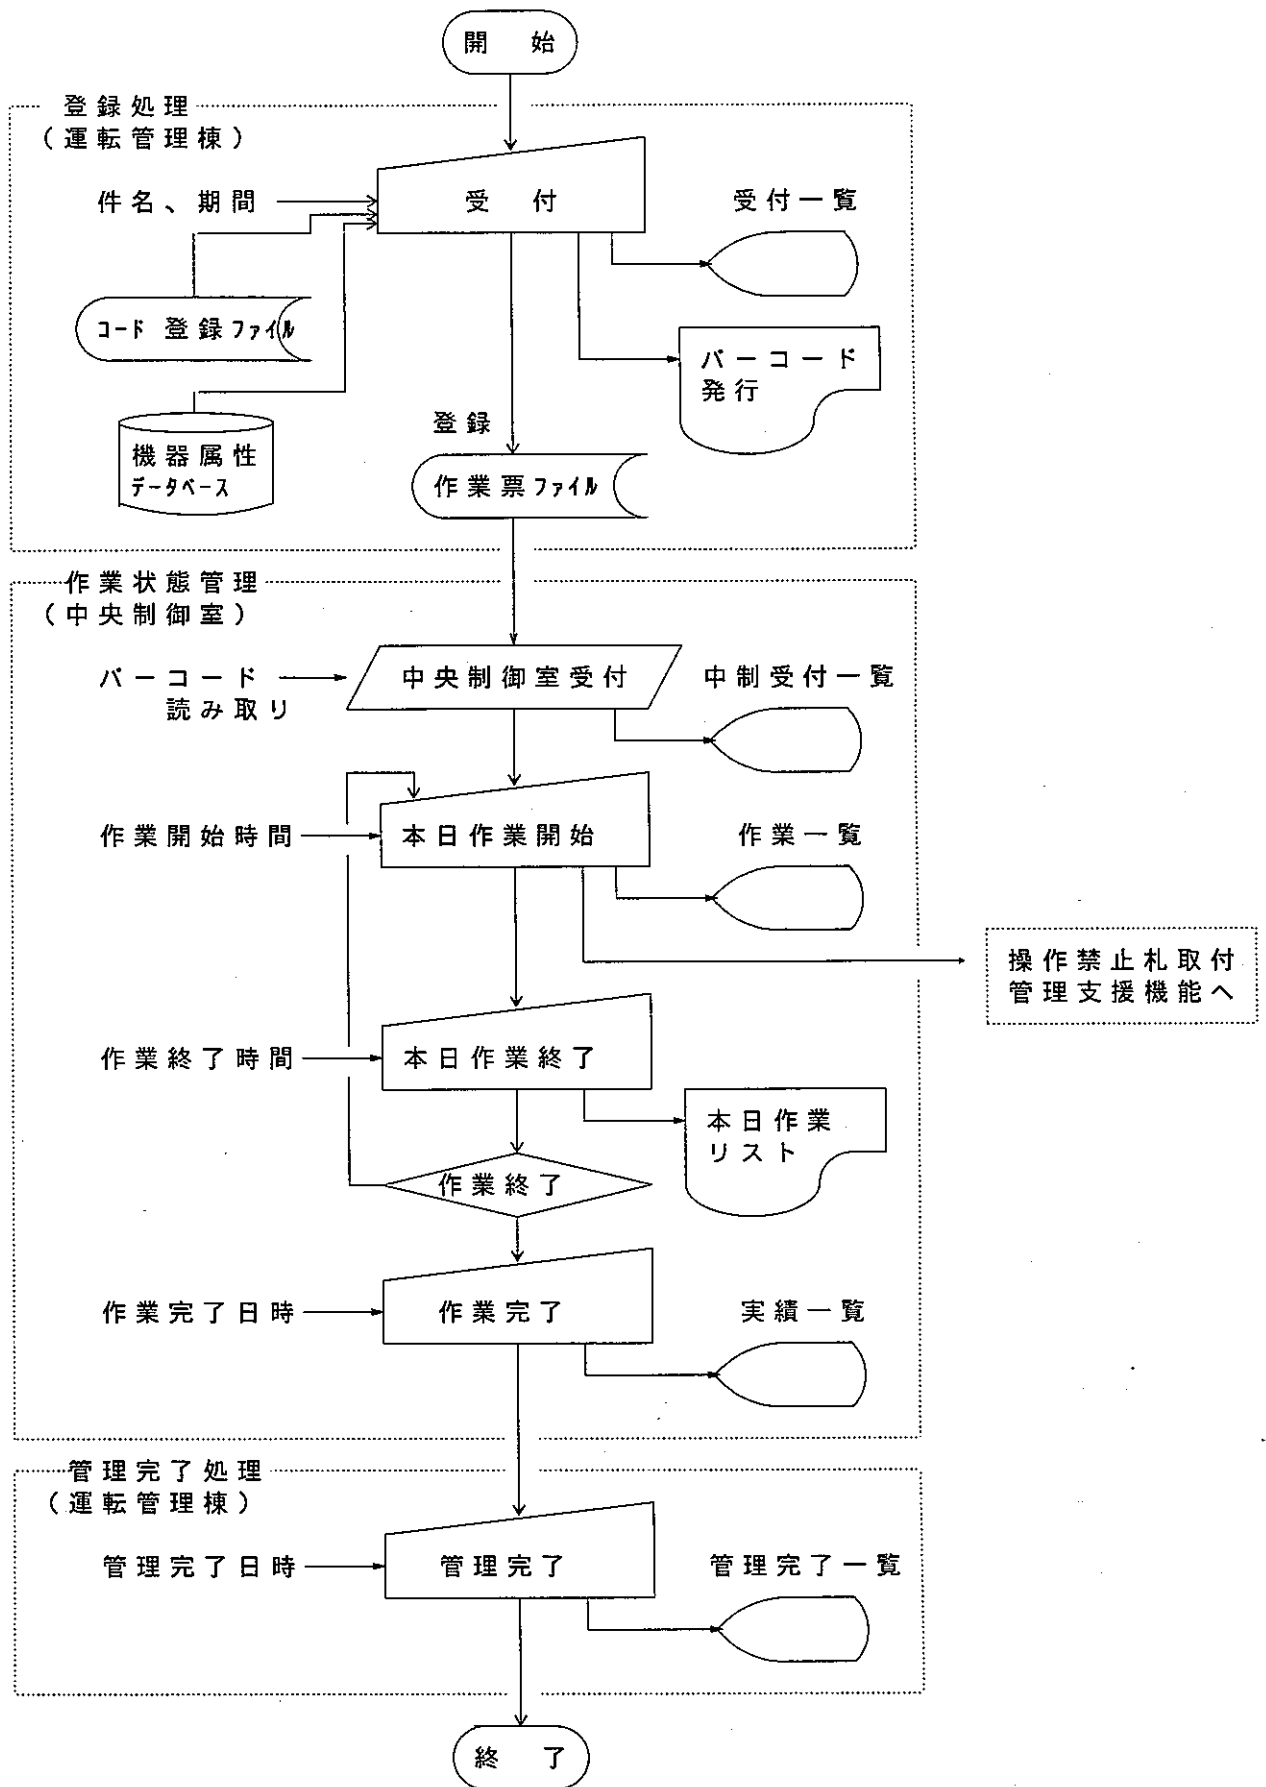 開 始
登録処理
（運転管理棟）
件名、期間
受 付
受付一覧
コード 登録ファイル
バーコード
発行
機器属性
データベース
登録
作業票ファイル
作業状態管理
（中央制御室）
バーコード
読み取り
中央制御室受付
中制受付一覧
作業開始時間
本日作業開始
作業一覧
操作禁止札取付
管理支援機能へ
作業終了時間
本日作業終了
本日作業
リスト
作業終了
作業完了日時
作業完了
実績一覧
管理完了処理
（運転管理棟）
管理完了日時
管理完了
管理完了一覧
終 了